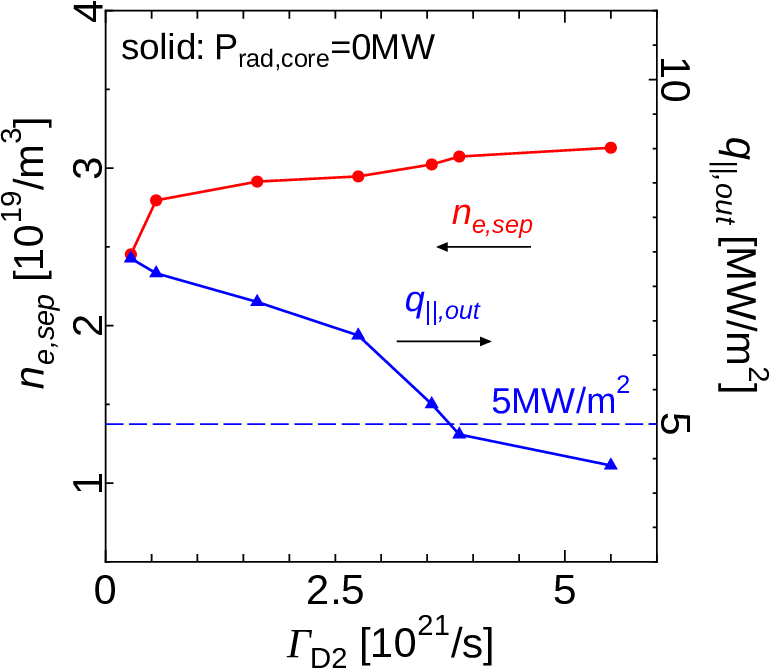 solid: P_rad,core=0MW
4
3
2
1
10
5
n_e,sep [10^19/m^3]
q_||,out [MW/m^2]
n_e,sep
q_||,out
5MW/m^2
0 2.5 5
Γ_D2 [10^21/s]